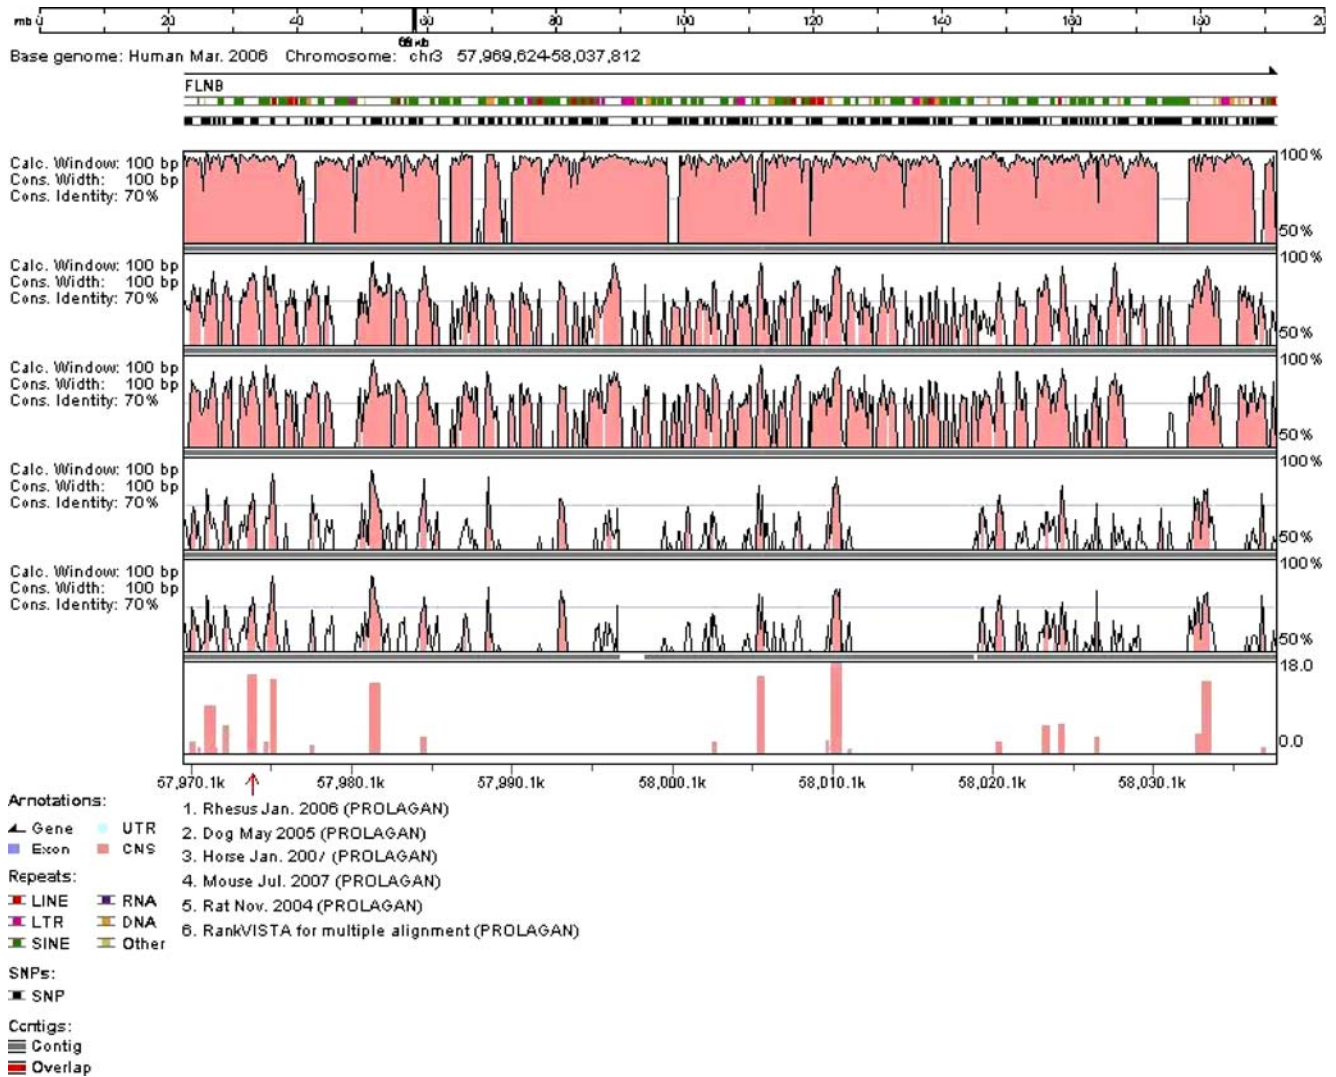 mb 0 20 40 60 80 100 120 140 160 180 20
68 kb
Base genome: Human Mar. 2006 Chromosome: chr3 57,969,624-58,037,812
FLNB
Calc. Window: 100 bp 100%
Cons. Width: 100 bp
Cons. Identity: 70%
50%
Calc. Window: 100 bp 100%
Cons. Width: 100 bp
Cons. Identity: 70%
50%
Calc. Window: 100 bp 100%
Cons. Width: 100 bp
Cons. Identity: 70%
50%
Calc. Window: 100 bp 100%
Cons. Width: 100 bp
Cons. Identity: 70%
50%
Calc. Window: 100 bp 100%
Cons. Width: 100 bp
Cons. Identity: 70%
50%
18.0
0.0
57,970.1k 57,980.1k 57,990.1k 58,000.1k 58,010.1k 58,020.1k 58,030.1k
Annotations:
Gene UTR
Exon CNS
Repeats:
LINE RNA
LTR DNA
SINE Other
SNPs:
SNP
Contigs:
Contig
Overlap
1. Rhesus Jan. 2006 (PROLAGAN)
2. Dog May 2005 (PROLAGAN)
3. Horse Jan. 2007 (PROLAGAN)
4. Mouse Jul. 2007 (PROLAGAN)
5. Rat Nov. 2004 (PROLAGAN)
6. RankVISTA for multiple alignment (PROLAGAN)